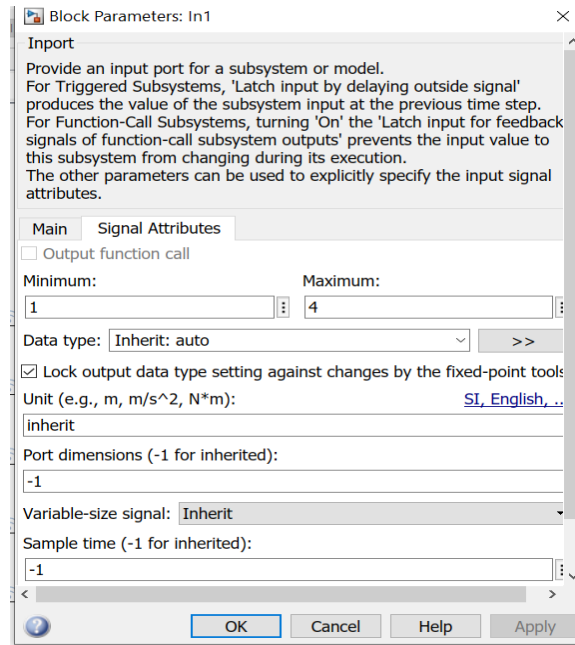 Block Parameters: In1
Inport
Provide an input port for a subsystem or model.
For Triggered Subsystems, 'Latch input by delaying outside signal'
produces the value of the subsystem input at the previous time step.
For Function-Call Subsystems, turning 'On' the 'Latch input for feedback
signals of function-call subsystem outputs' prevents the input value to
this subsystem from changing during its execution.
The other parameters can be used to explicitly specify the input signal
attributes.
Main Signal Attributes
Output function call
Minimum: Maximum:
1 4
Data type: Inherit: auto >>
Lock output data type setting against changes by the fixed-point tools
Unit (e.g., m, m/s^2, N*m): SI, English, ..
inherit
Port dimensions (-1 for inherited):
-1
Variable-size signal: Inherit
Sample time (-1 for inherited):
-1
OK Cancel Help Apply